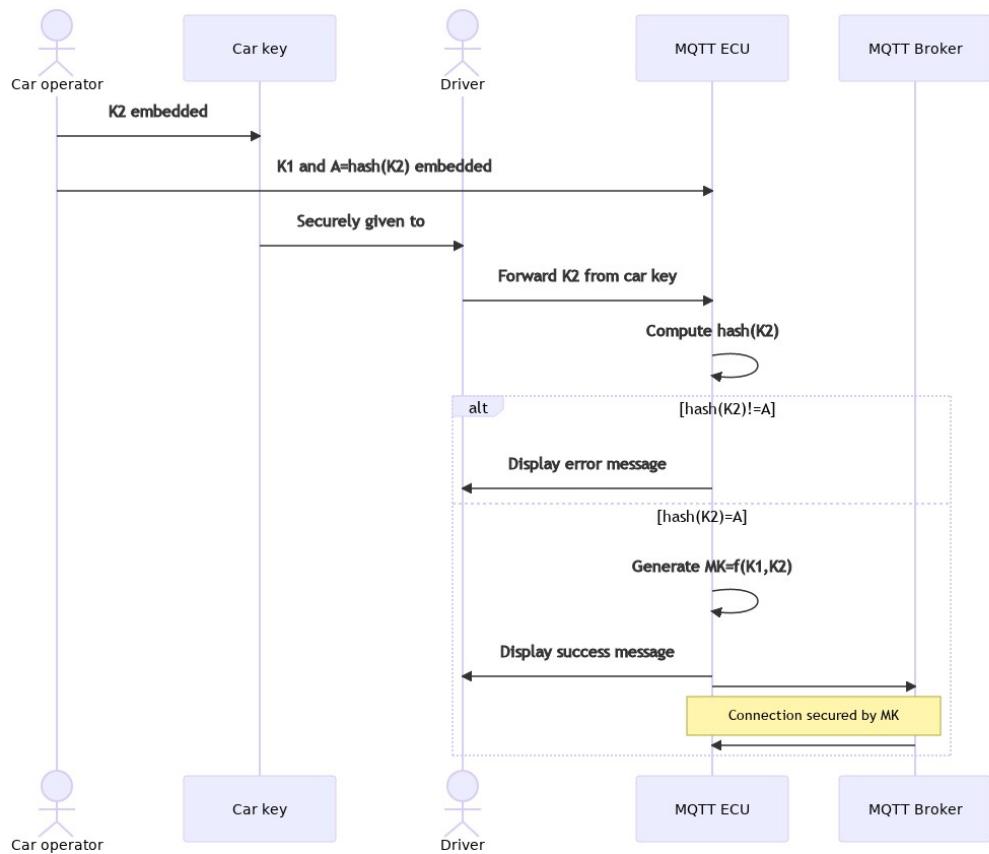 Car key
MQTT ECU
MQTT Broker
Car operator
Driver
K2 embedded
K1 and A=hash(K2) embedded
Securely given to
Forward K2 from car key
Compute hash(K2)
alt
[hash(K2)!=A]
Display error message
[hash(K2)=A]
Generate MK=f(K1,K2)
Display success message
Connection secured by MK
Car key
MQTT ECU
MQTT Broker
Car operator
Driver